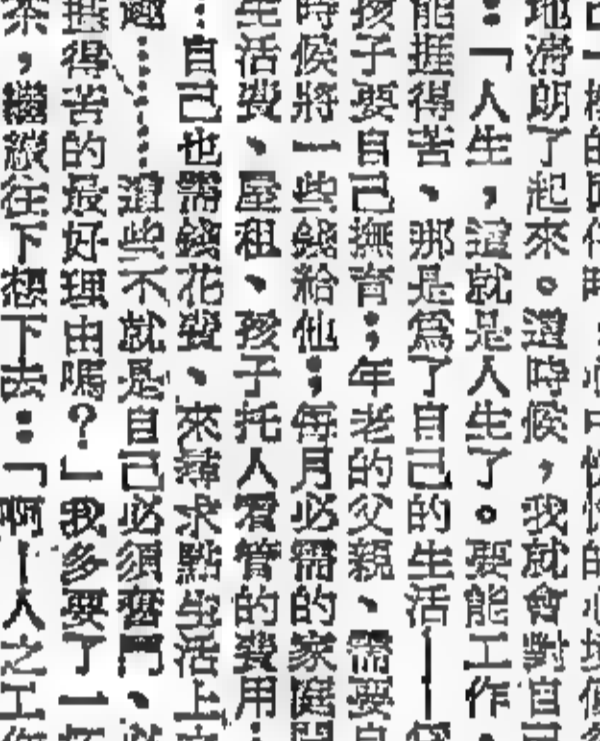 地清朗了起來。這時候，我就會對自
：「人生，這就是人生了。要能工作。
能捱得苦、那是為了自己的生活——
孩子要自己撫育；年老的父親、需要
時候將一些錢給他；每月必需的家庭
生活費、屋租、孩子托人看管的費用；
：自己也需錢花費、來尋求點生活上
趣………這些不就是自己必須奮鬥、
捱得苦的最好理由嗎？」我多要了一
茶，繼續往下想下去：「啊—人之工